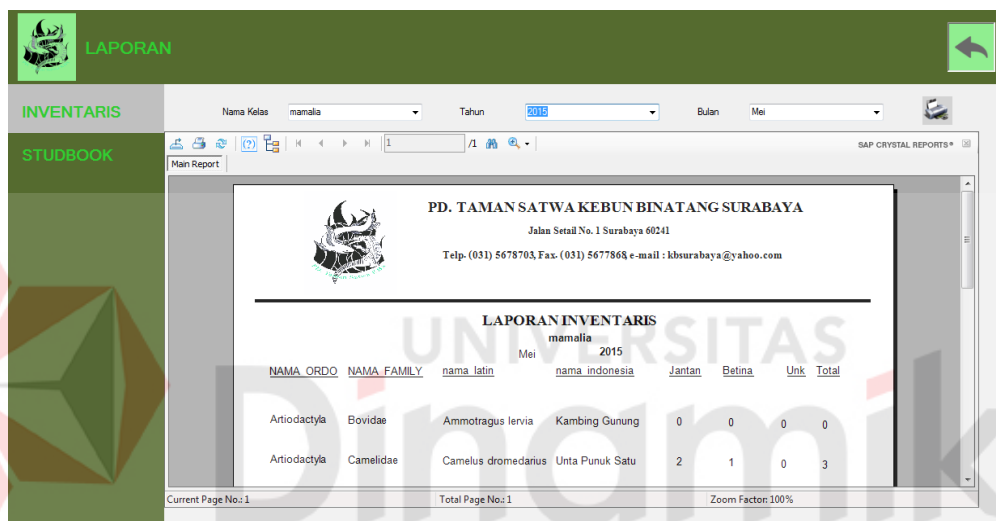 LAPORAN
INVENTARIS
STUDBOOK
Nama Kelas mamalia Tahun 2015 Bulan Mei
1 /1 SAP CRYSTAL REPORTS®
Main Report
PD. TAMAN SATWA KEBUN BINATANG SURABAYA
Jalan Setail No. 1 Surabaya 60241
Telp. (031) 5678703, Fax. (031) 5677868, e-mail : kbsurabaya@yahoo.com
LAPORAN INVENTARIS
mamalia
Mei 2015
NAMA ORDO NAMA FAMILY nama latin nama indonesia Jantan Betina Unk Total
Artiodactyla Bovidae Ammotragus lervia Kambing Gunung 0 0 0 0
Artiodactyla Camelidae Camelus dromedarius Unta Punuk Satu 2 1 0 3
Current Page No.: 1 Total Page No.: 1 Zoom Factor: 100%
UNIVERSITAS
Dinamik